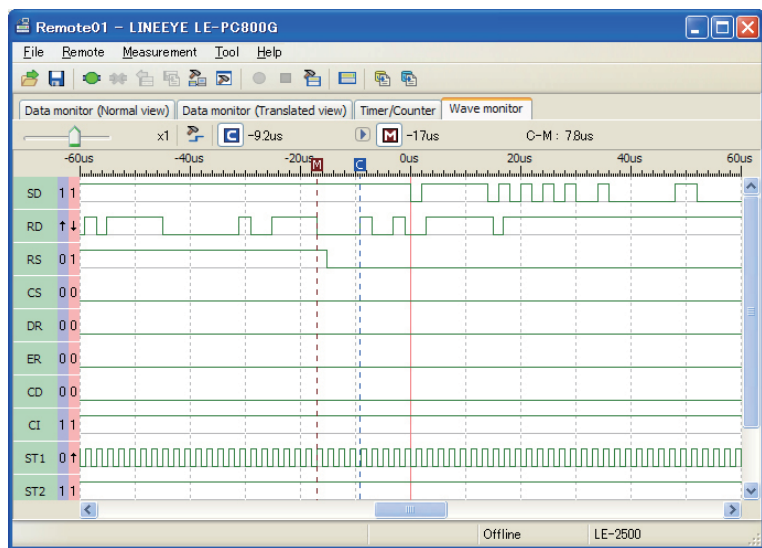 Remote01 - LINEEYE LE-PC800G
File Remote Measurement Tool Help
Data monitor (Normal view) Data monitor (Translated view) Timer/Counter Wave monitor
x1 C -9.2us M -17us C-M : 7.8us
-60us -40us -20us 0us 20us 40us 60us
M C
SD 1 1
RD ↑ ↓
RS 0 1
CS 0 0
DR 0 0
ER 0 0
CD 0 0
CI 1 1
ST1 0 ↑
ST2 1 1
Offline LE-2500